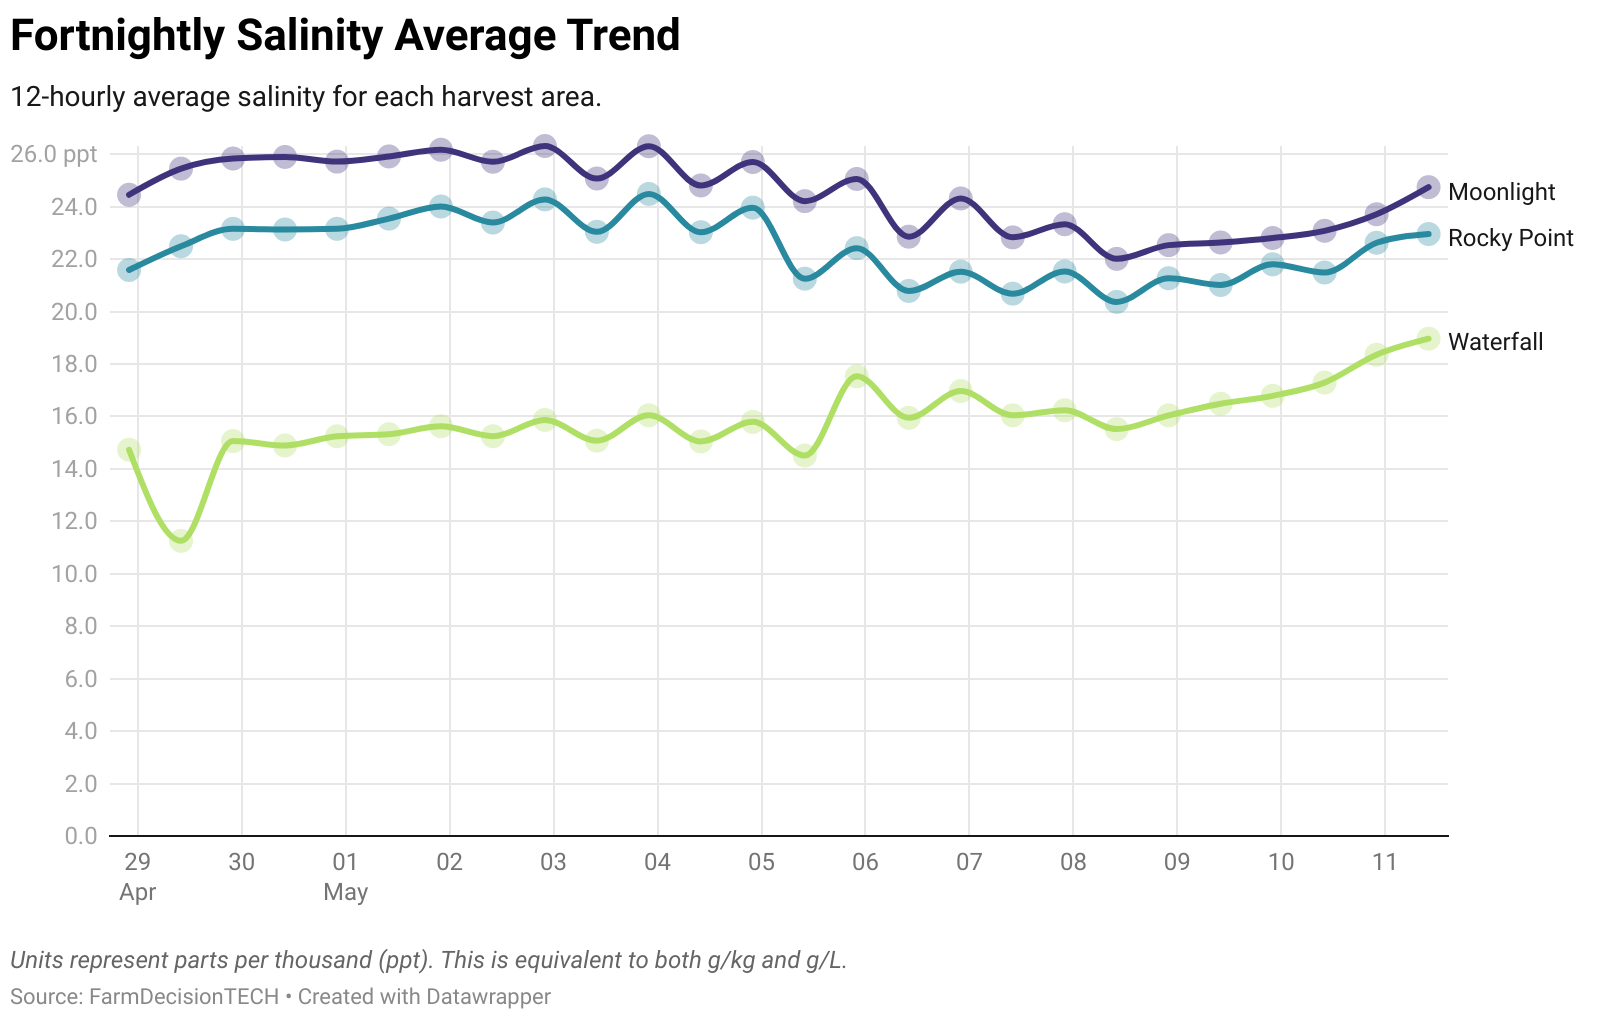 Fortnightly Salinity Average Trend
12-hourly average salinity for each harvest area.
26.0 ppt
24.0
22.0
20.0
18.0
16.0
14.0
12.0
10.0
8.0
6.0
4.0
2.0
0.0
Moonlight
Rocky Point
Waterfall
29 30 01 02 03 04 05 06 07 08 09 10 11
Apr May
Units represent parts per thousand (ppt). This is equivalent to both g/kg and g/L.
Source: FarmDecisionTECH • Created with Datawrapper